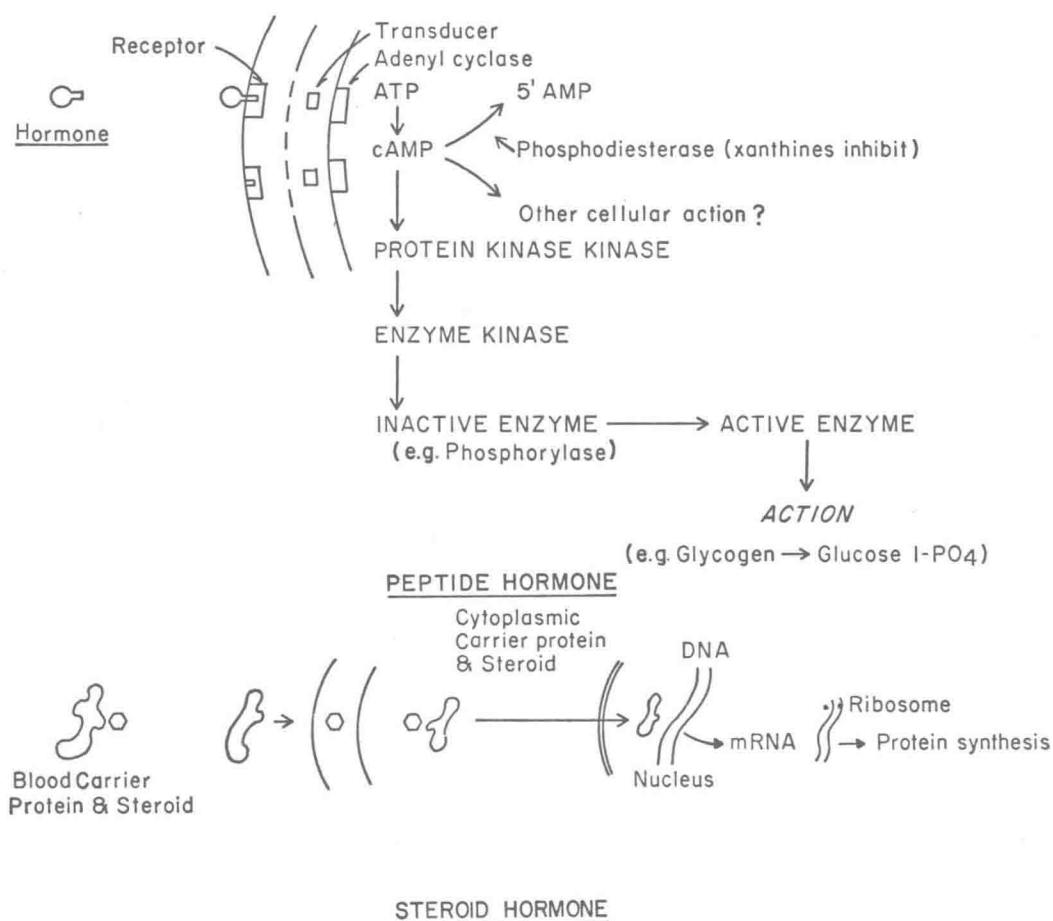 Transducer
Receptor
Adenyl cyclase
ATP
5' AMP
Hormone
cAMP
Phosphodiesterase (xanthines inhibit)
Other cellular action ?
PROTEIN KINASE KINASE
ENZYME KINASE
INACTIVE ENZYME
ACTIVE ENZYME
(e.g. Phosphorylase)
ACTION
(e.g. Glycogen → Glucose 1-PO4)
PEPTIDE HORMONE
Cytoplasmic
Carrier protein
& Steroid
DNA
Ribosome
mRNA
Protein synthesis
Nucleus
Blood Carrier
Protein & Steroid
STEROID HORMONE